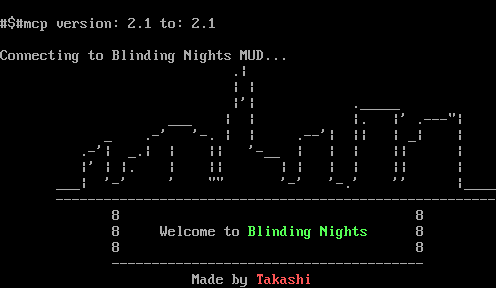 #$#mcp version: 2.1 to: 2.1
Connecting to Blinding Nights MUD...
8 8
8 Welcome to Blinding Nights 8
8 8
Made by Takashi